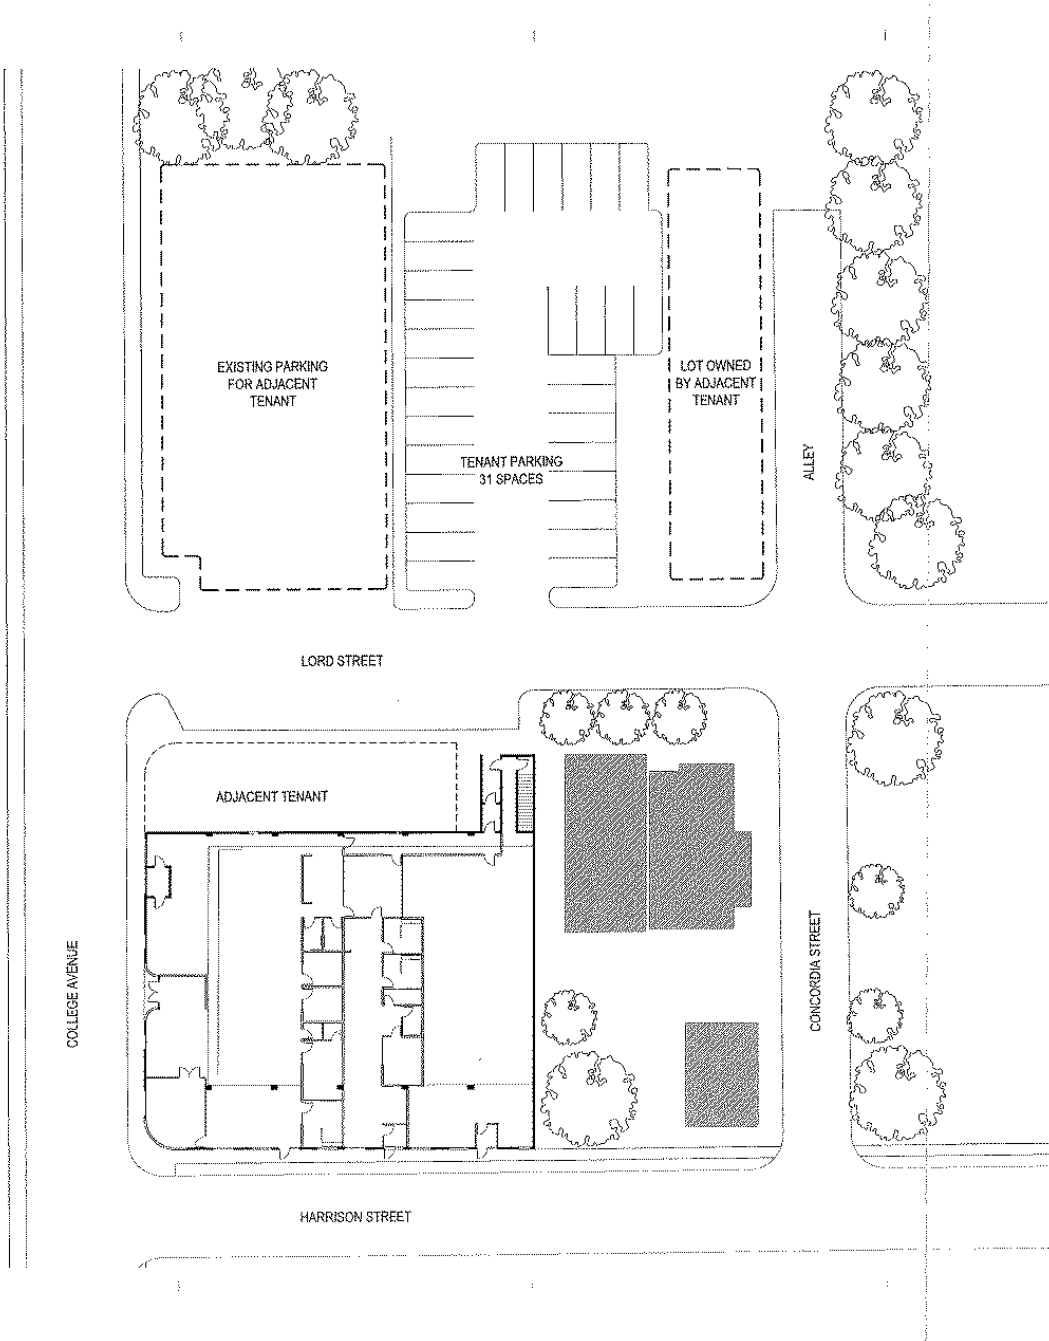 EXISTING PARKING
FOR ADJACENT
TENANT
LOT OWNED
BY ADJACENT
TENANT
TENANT PARKING
31 SPACES
ALLEY
LORD STREET
ADJACENT TENANT
COLLEGE AVENUE
CONCORDIA STREET
HARRISON STREET